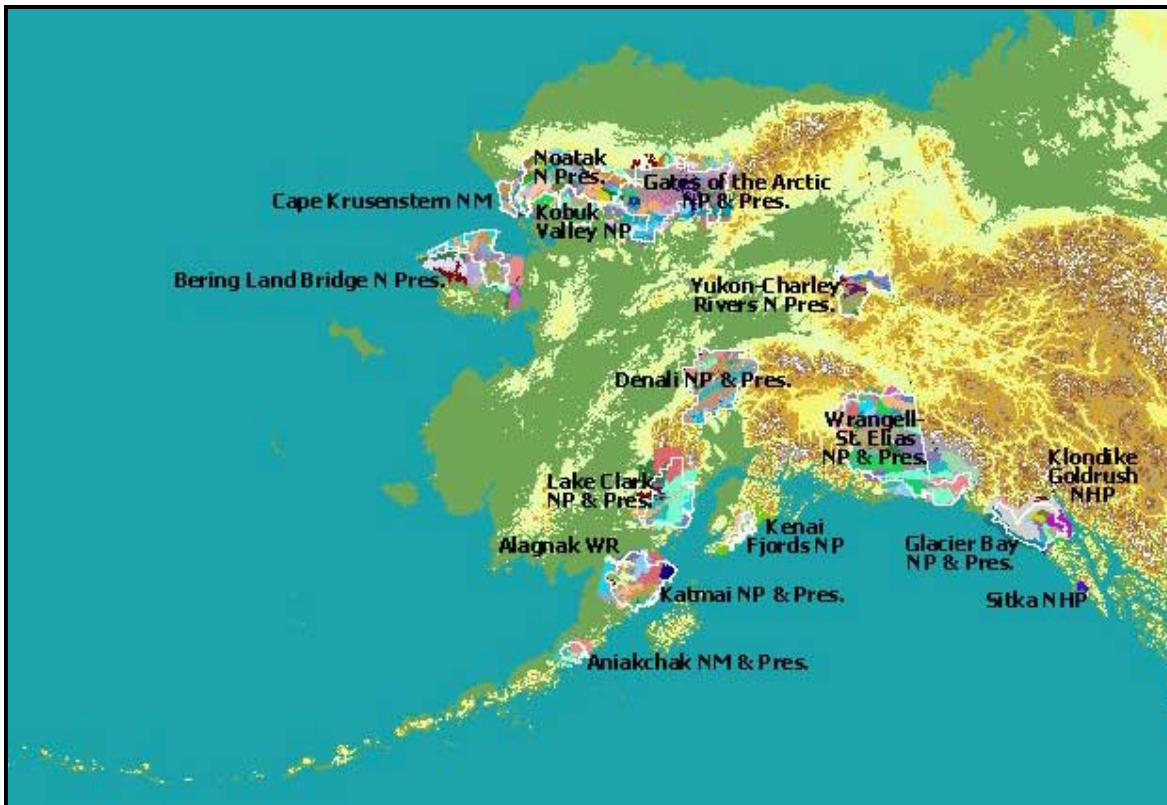 Noatak
N Pres.
Gates of the Arctic
NP & Pres.
Cape Krusenstern NM
Kobuk
Valley NP
Bering Land Bridge N Pres.
Yukon-Charley
Rivers N Pres.
Denali NP & Pres.
Wrangell-
St. Elias
NP & Pres.
Klondike
Goldrush
NHP
Lake Clark
NP & Pres.
Kenai
Fjords NP
Alagnak WR
Glacier Bay
NP & Pres.
Katmai NP & Pres.
Sitka NHP
Aniakchak NM & Pres.